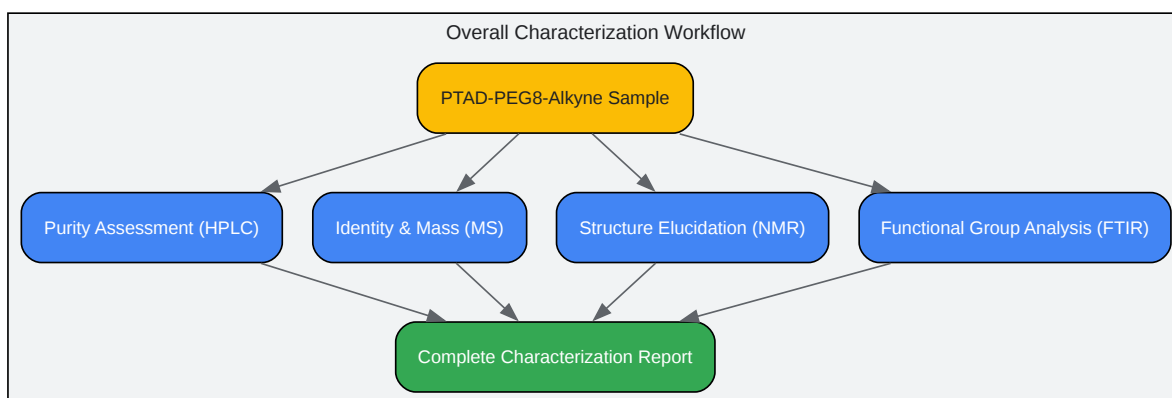 Overall Characterization Workflow
PTAD-PEG8-Alkyne Sample
Purity Assessment (HPLC)
Identity & Mass (MS)
Structure Elucidation (NMR)
Functional Group Analysis (FTIR)
Complete Characterization Report